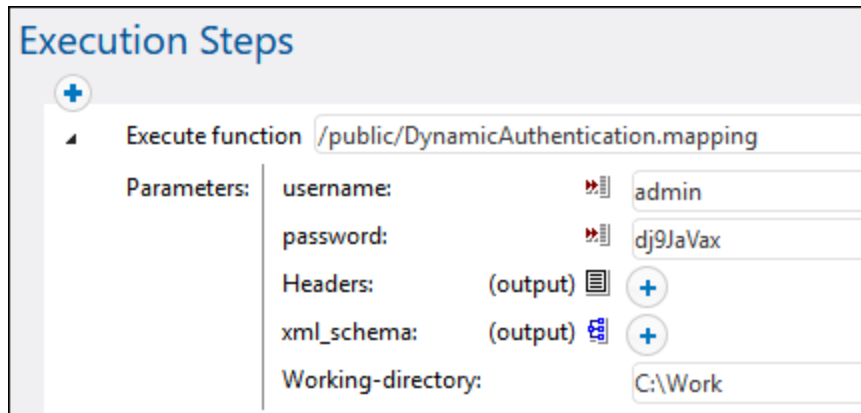 Execution Steps
Execute function /public/DynamicAuthentication.mapping
Parameters: username: admin
password: dj9JaVax
Headers: (output)
xml_schema: (output)
Working-directory: C:\Work